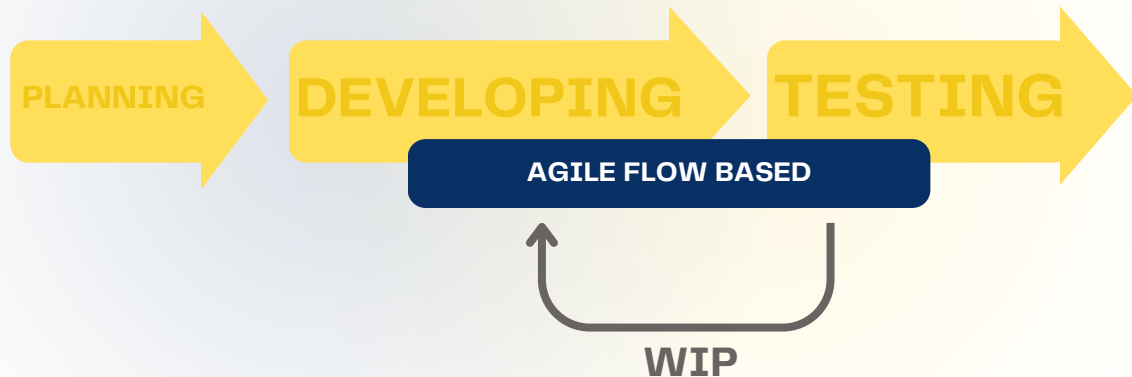 PLANNING
DEVELOPING
TESTING
AGILE FLOW BASED
WIP